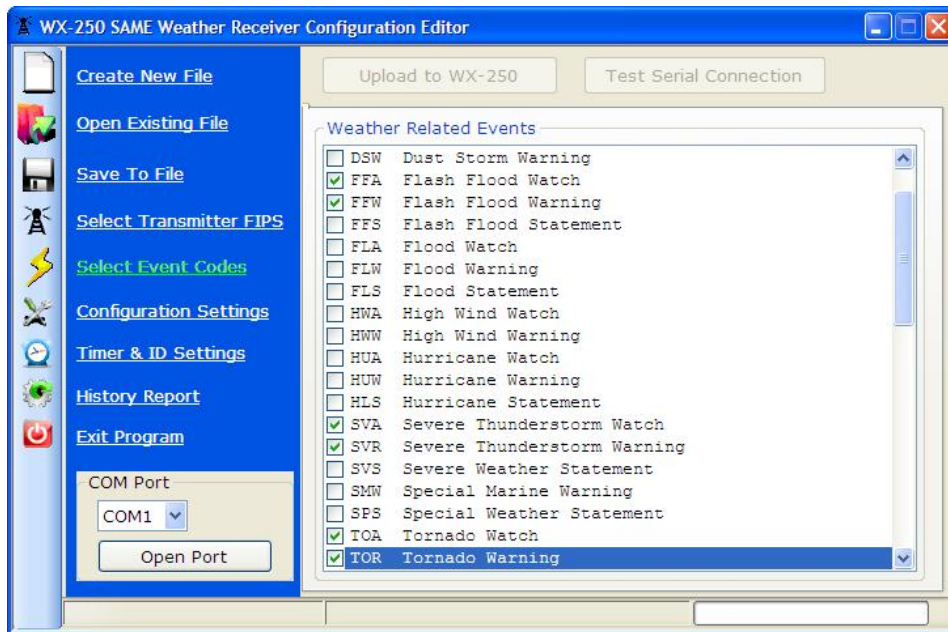 WX-250 SAME Weather Receiver Configuration Editor
Create New File
Open Existing File
Save To File
Select Transmitter FIPS
Select Event Codes
Configuration Settings
Timer & ID Settings
History Report
Exit Program
COM Port
COM1
Open Port
Upload to WX-250
Test Serial Connection
Weather Related Events
DSW Dust Storm Warning
FFA Flash Flood Watch
FFW Flash Flood Warning
FFS Flash Flood Statement
FLA Flood Watch
FLW Flood Warning
FLS Flood Statement
HWA High Wind Watch
HWW High Wind Warning
HUA Hurricane Watch
HUW Hurricane Warning
HLS Hurricane Statement
SVA Severe Thunderstorm Watch
SVR Severe Thunderstorm Warning
SVS Severe Weather Statement
SMW Special Marine Warning
SPS Special Weather Statement
TOA Tornado Watch
TOR Tornado Warning